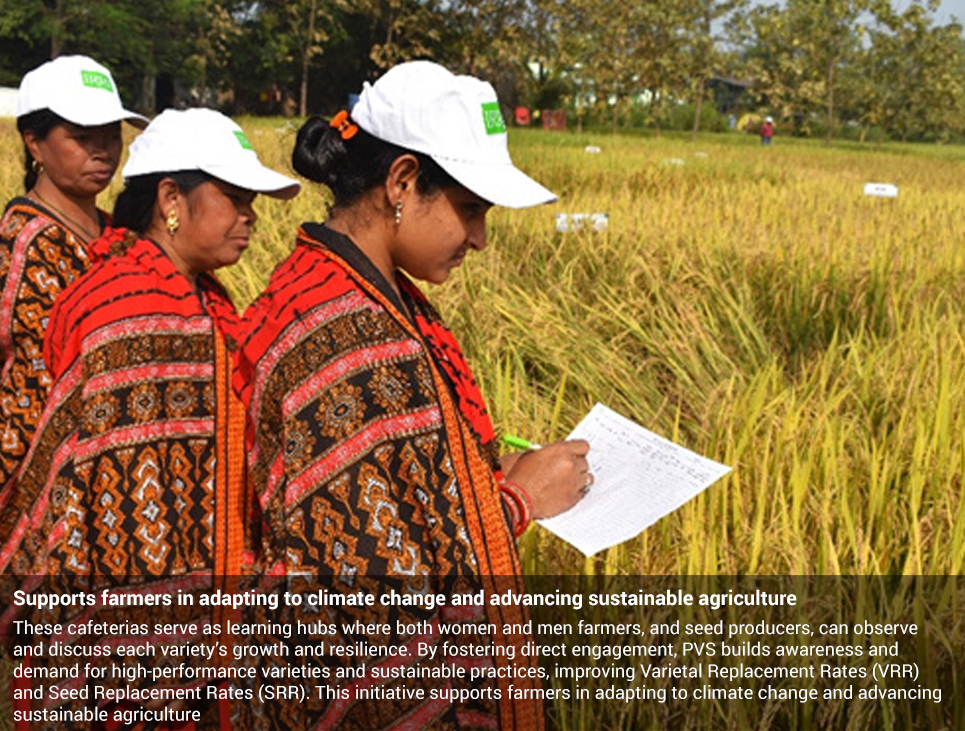 Supports farmers in adapting to climate change and advancing sustainable agriculture
These cafeterias serve as learning hubs where both women and men farmers, and seed producers, can observe
and discuss each variety's growth and resilience. By fostering direct engagement, PVS builds awareness and
demand for high-performance varieties and sustainable practices, improving Varietal Replacement Rates (VRR)
and Seed Replacement Rates (SRR). This initiative supports farmers in adapting to climate change and advancing
sustainable agriculture